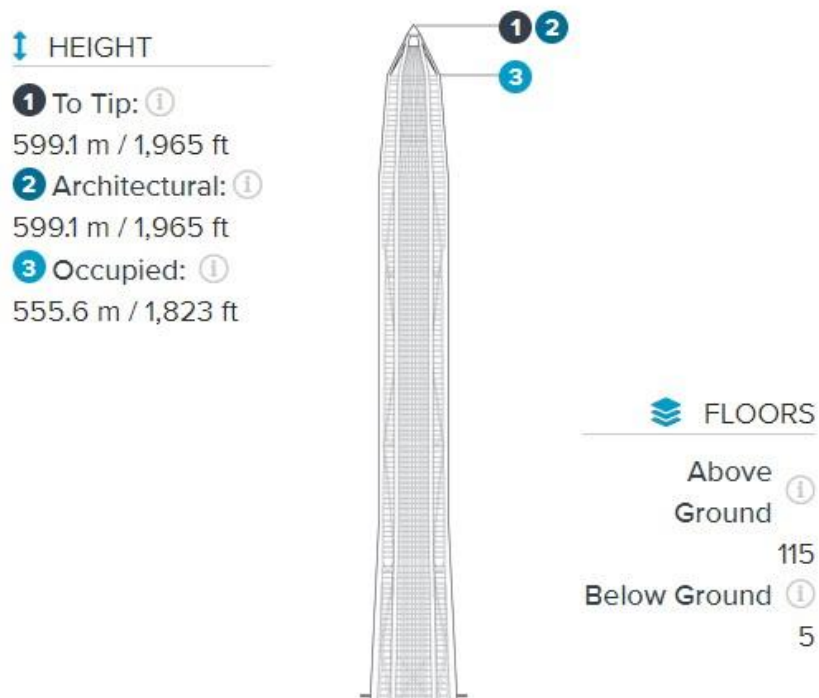 HEIGHT
1 To Tip: i
599.1 m / 1,965 ft
2 Architectural: i
599.1 m / 1,965 ft
3 Occupied: i
555.6 m / 1,823 ft
1 2
3
FLOORS
Above
Ground i
115
Below Ground i
5